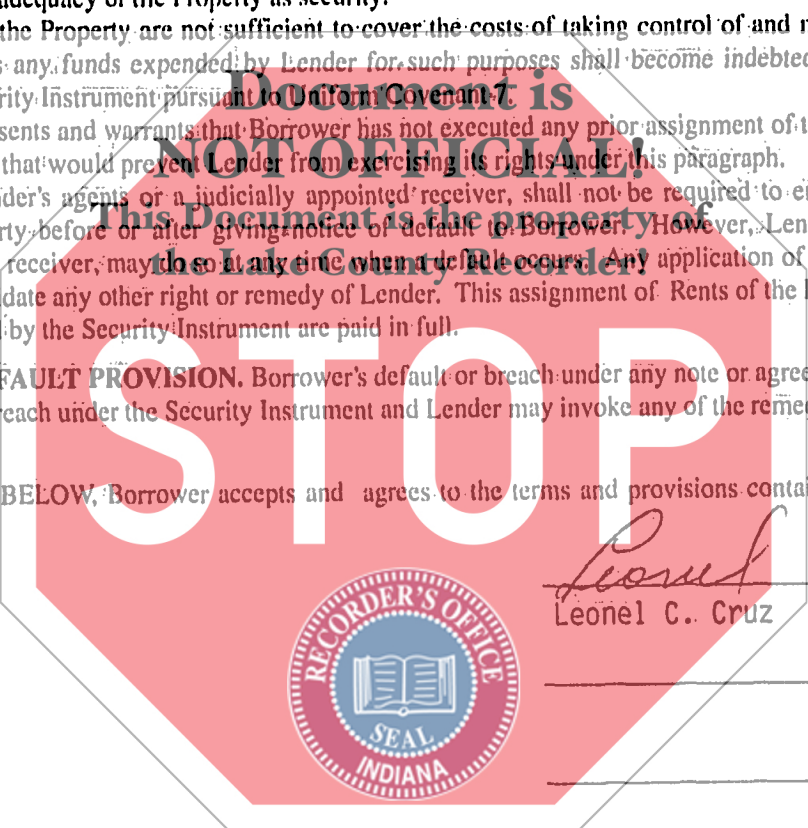 adequacy of the Property as security.
the Property are not sufficient to cover the costs of taking control of and
any funds expended by Lender for such purposes shall become indebted
rity Instrument pursuant to Uniform Covenant 7.
Document is
sents and warrants that Borrower has not executed any prior assignment of
NOT OFFICIAL!
that would prevent Lender from exercising its rights under this paragraph.
der's agents or a judicially appointed receiver, shall not be required to
This Document is the property of
rty before or after giving notice of default to Borrower. However, Len
the Lake County Recorder!
receiver, may do so at any time when a default occurs. Any application of
date any other right or remedy of Lender. This assignment of Rents of the
by the Security Instrument are paid in full.
STOP
FAULT PROVISION. Borrower's default or breach under any note or agree
reach under the Security Instrument and Lender may invoke any of the reme
BELOW, Borrower accepts and agrees to the terms and provisions contai
Leonel
Leonel C. Cruz
RECORDER'S OFFICE
SEAL
INDIANA